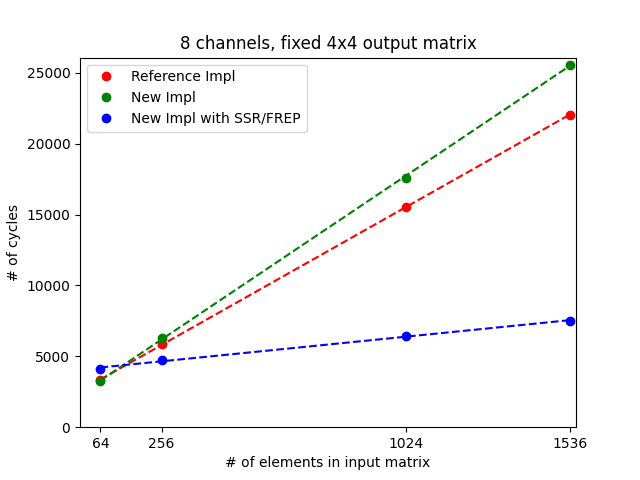 8 channels, fixed 4x4 output matrix
Reference Impl
New Impl
New Impl with SSR/FREP
# of cycles
25000
20000
15000
10000
5000
0
64
256
1024
1536
# of elements in input matrix